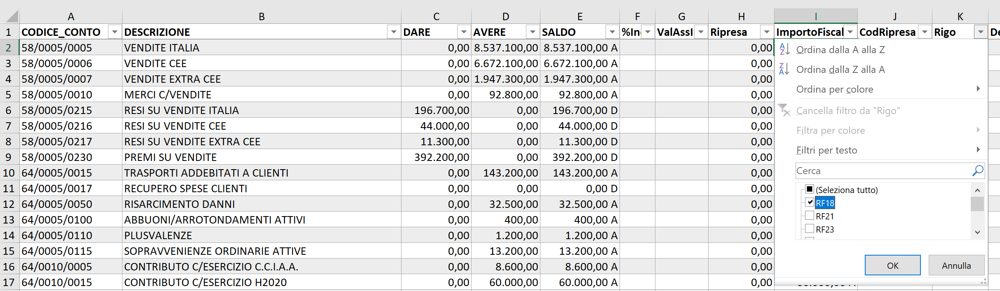 A B C D E F G H I J K
1 CODICE_CONTO DESCRIZIONE DARE AVERE SALDO %In ValAssI Ripresa ImportoFiscal CodRipresa Rigo De
2 58/0005/0005 VENDITE ITALIA 0,00 8.537.100,00 8.537.100,00 A 0,00
3 58/0005/0006 VENDITE CEE 0,00 6.672.100,00 6.672.100,00 A 0,00
4 58/0005/0007 VENDITE EXTRA CEE 0,00 1.947.300,00 1.947.300,00 A 0,00
5 58/0005/0010 MERCI C/VENDITE 0,00 92.800,00 92.800,00 A 0,00
6 58/0005/0215 RESI SU VENDITE ITALIA 196.700,00 0,00 196.700,00 D 0,00
7 58/0005/0216 RESI SU VENDITE CEE 44.000,00 0,00 44.000,00 D 0,00
8 58/0005/0217 RESI SU VENDITE EXTRA CEE 11.300,00 0,00 11.300,00 D 0,00
9 58/0005/0230 PREMI SU VENDITE 392.200,00 0,00 392.200,00 D 0,00
10 64/0005/0015 TRASPORTI ADDEBITATI A CLIENTI 0,00 143.200,00 143.200,00 A 0,00
11 64/0005/0017 RECUPERO SPESE CLIENTI 0,00 0,00 0,00 D 0,00
12 64/0005/0050 RISARCIMENTO DANNI 0,00 32.500,00 32.500,00 A 0,00
13 64/0005/0100 ABBUONI/ARROTONDAMENTI ATTIVI 0,00 400,00 400,00 A 0,00
14 64/0005/0110 PLUSVALENZE 0,00 1.200,00 1.200,00 A 0,00
15 64/0005/0115 SOPRAVVENIENZE ORDINARIE ATTIVE 0,00 13.200,00 13.200,00 A 0,00
16 64/0010/0005 CONTRIBUTO C/ESERCIZIO C.C.I.A.A. 0,00 8.600,00 8.600,00 A 0,00
17 64/0010/0015 CONTRIBUTO C/ESERCIZIO H2020 0,00 60.000,00 60.000,00 A 0,00
Ordina dalla A alla Z
Ordina dalla Z alla A
Ordina per colore
Cancella filtro da "Rigo"
Filtra per colore
Filtri per testo
Cerca
(Seleziona tutto)
RF18
RF21
RF23
OK Annulla